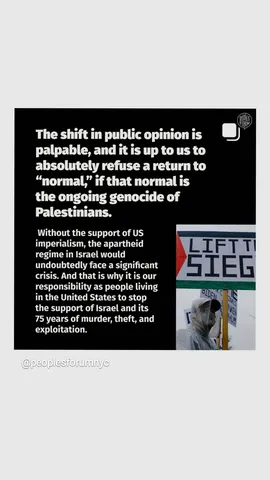 The shift in public opinion is
palpable, and it is up to us to
absolutely refuse a return to
“normal,” if that normal is
the ongoing genocide of
Palestinians.
Without the support of US
imperialism, the apartheid
regime in Israel would
undoubtedly face a significant
crisis. And that is why it is our
responsibility as people living
in the United States to stop
the support of Israel and its
75 years of murder, theft, and
exploitation.
LIFT T
SIEG
@peoplesforumnyc